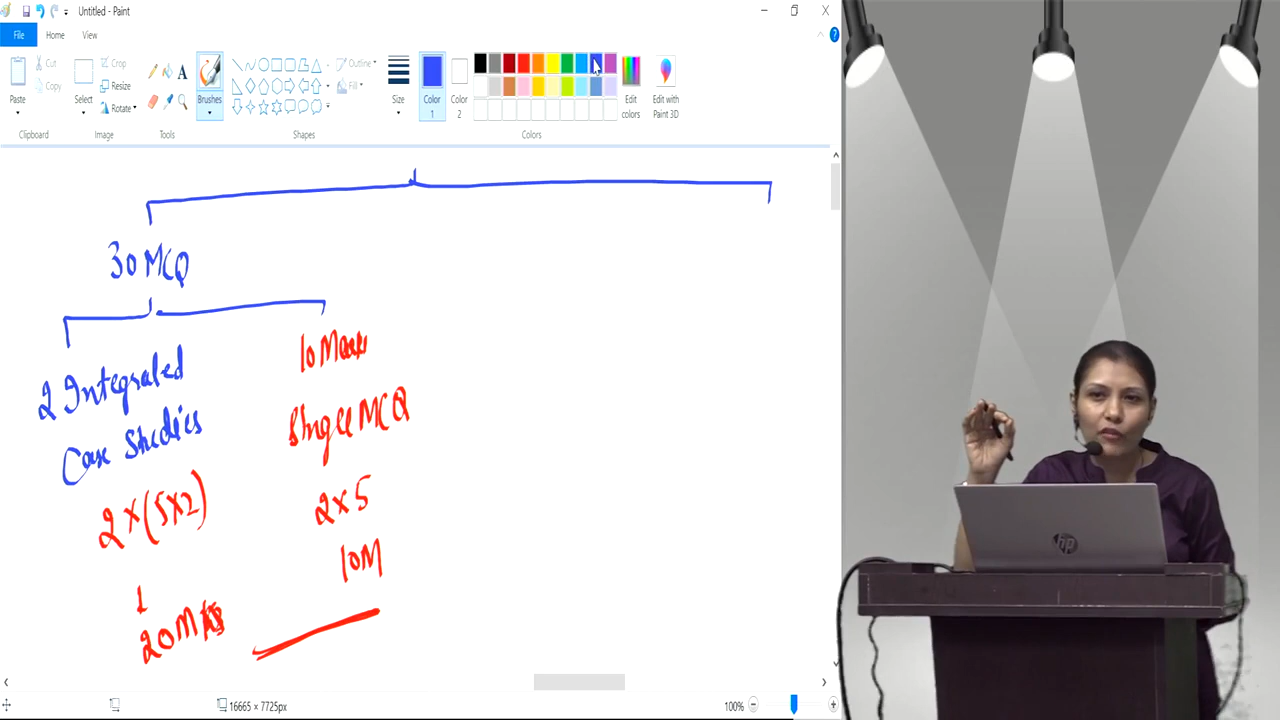 Untitled - Paint
File
Home
View
Paste
Cut
Copy
Clipboard
Select
Crop
Resize
Rotate
Image
Tools
Brushes
Shapes
Outline
Fill
Size
Color 1
Color 2
Edit colors
Edit with Paint 3D
Colors
30 MCQ
2 Integrated
Case Studies
2 x (5x2)
20 M
10 Marks
Single MCQ
2 x 5
10M
hp
16665 × 7725px
100%